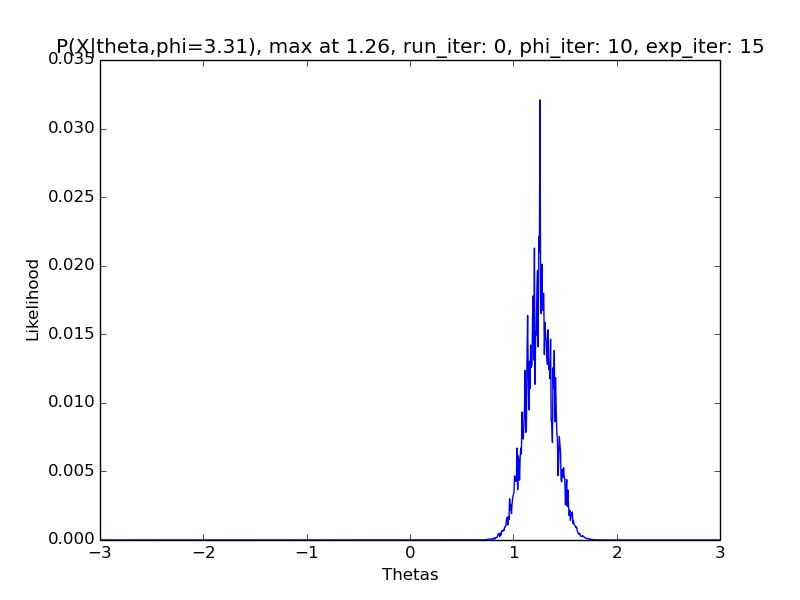 P(X|theta,phi=3.31), max at 1.26, run_iter: 0, phi_iter: 10, exp_iter: 15
0.035
0.030
0.025
0.020
0.015
0.010
0.005
0.000
Likelihood
−3 −2 −1 0 1 2 3
Thetas